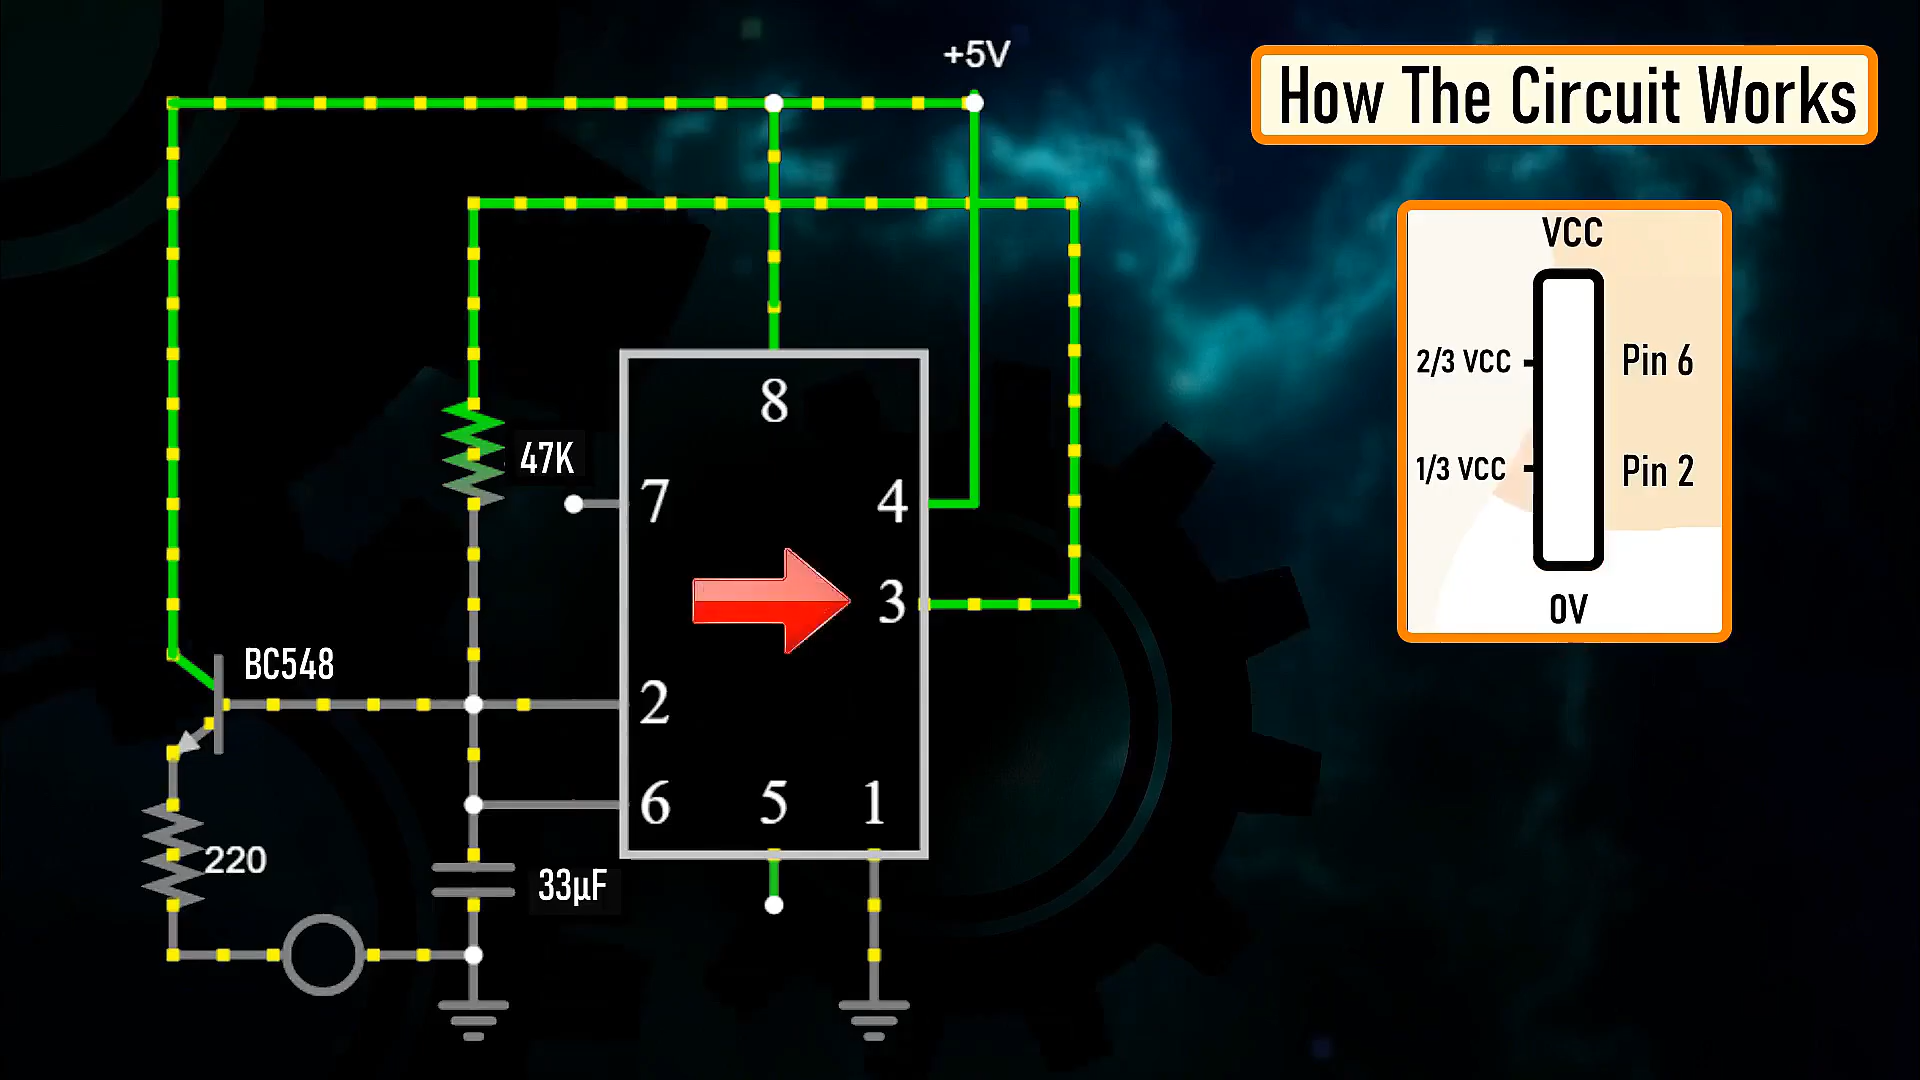 +5V
How The Circuit Works
VCC
2/3 VCC
Pin 6
1/3 VCC
Pin 2
0V
8
47K
7
4
3
BC548
2
6
5
1
220
33µF